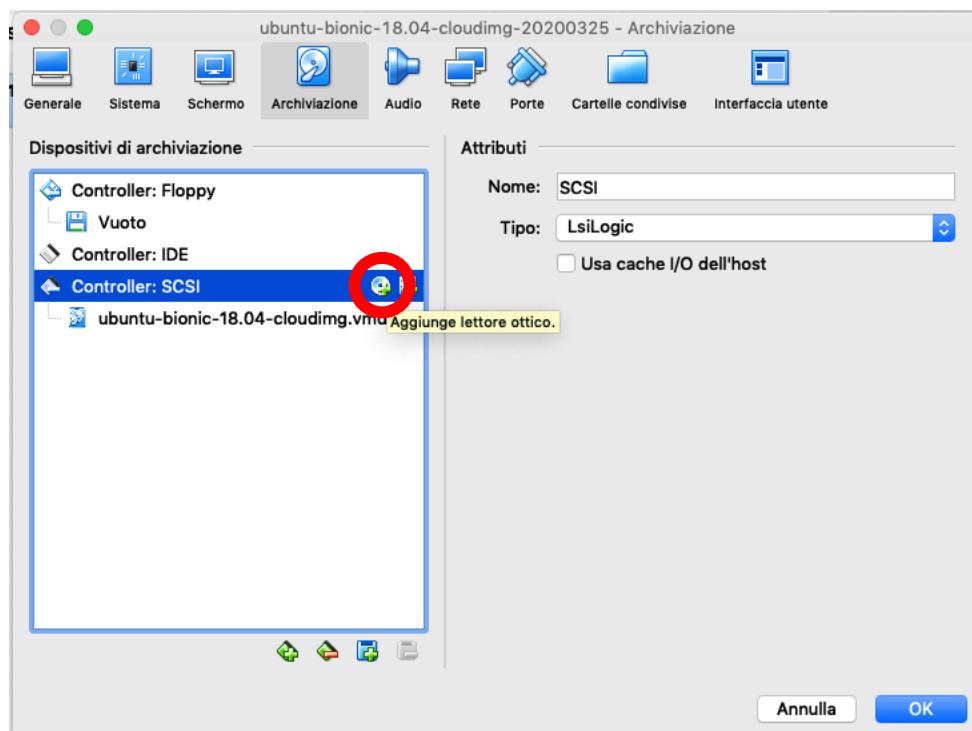 ubuntu-bionic-18.04-cloudimg-20200325 - Archiviazione
Generale Sistema Schermo Archiviazione Audio Rete Porte Cartelle condivise Interfaccia utente
Dispositivi di archiviazione
Controller: Floppy
Vuoto
Controller: IDE
Controller: SCSI
ubuntu-bionic-18.04-cloudimg.vmd
Aggiunge lettore ottico.
Attributi
Nome: SCSI
Tipo: LsiLogic
Usa cache I/O dell'host
Annulla OK